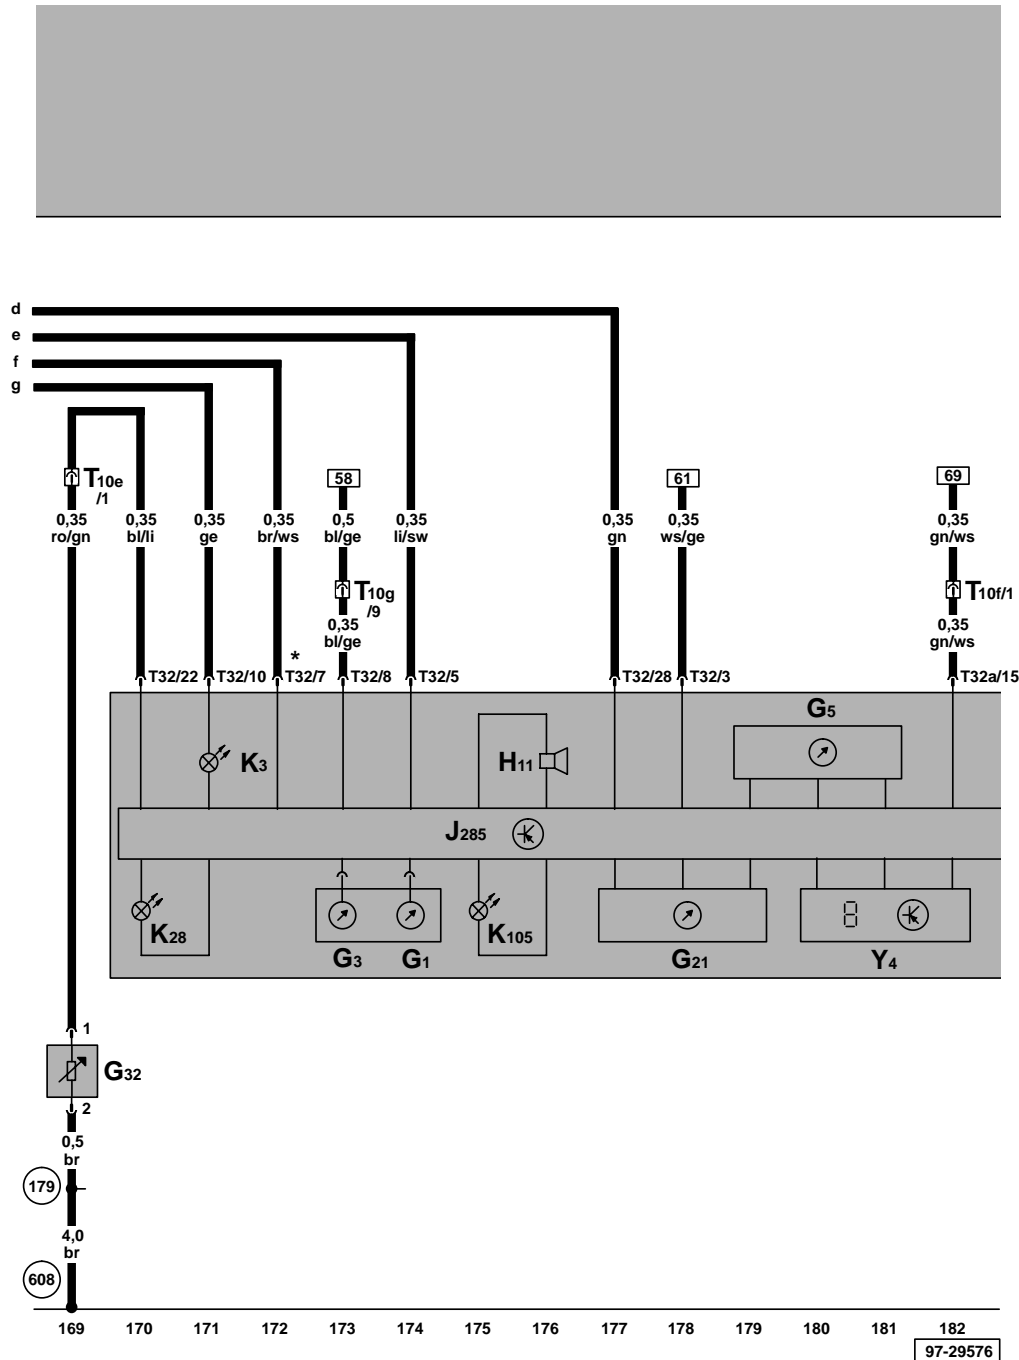 d
e
f
g
T10e
/1
58
61
69
0,35
ro/gn
0,35
bl/li
0,35
ge
0,35
br/ws
0,5
bl/ge
0,35
li/sw
0,35
gn
0,35
ws/ge
0,35
gn/ws
T10g
/9
T10f/1
0,35
bl/ge
0,35
gn/ws
*
T32/22
T32/10
T32/7
T32/8
T32/5
T32/28
T32/3
T32a/15
G5
K3
H11
J285
8
K28
K105
G3
G1
G21
Y4
1
G32
2
0,5
br
179
4,0
br
608
169
170
171
172
173
174
175
176
177
178
179
180
181
182
97-29576